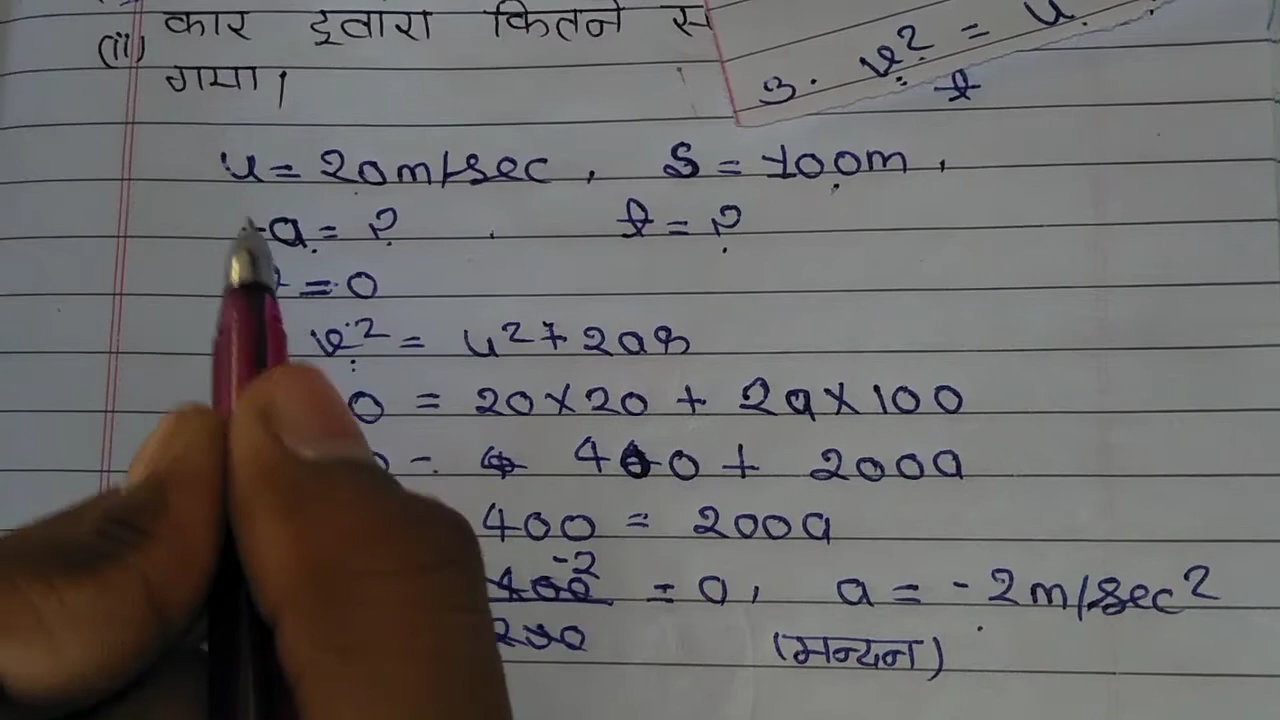 (ii) कार द्वारा कितने
गया।
3. v² = u
t
u = 20m/sec, S = 100m,
-a = ? , t = ?
= 0
v² = u² + 2as
0 = 20×20 + 2a×100
- 400 + 200a
400 = 200a
-2
400 = a, a = -2m/sec²
200
(मन्दन)